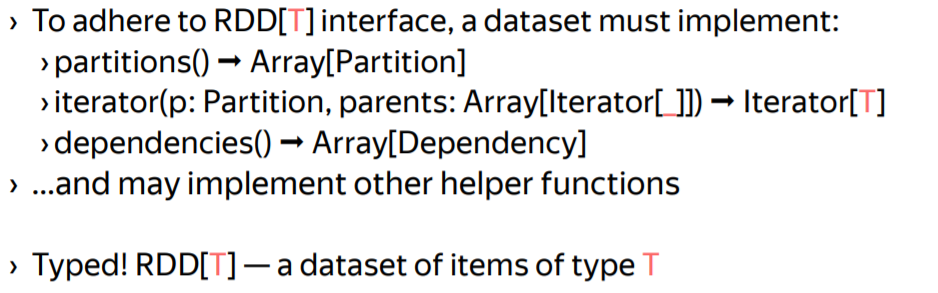 › To adhere to RDD[T] interface, a dataset must implement:
› partitions() → Array[Partition]
› iterator(p: Partition, parents: Array[Iterator[_]]) → Iterator[T]
› dependencies() → Array[Dependency]
› ...and may implement other helper functions
› Typed! RDD[T] — a dataset of items of type T